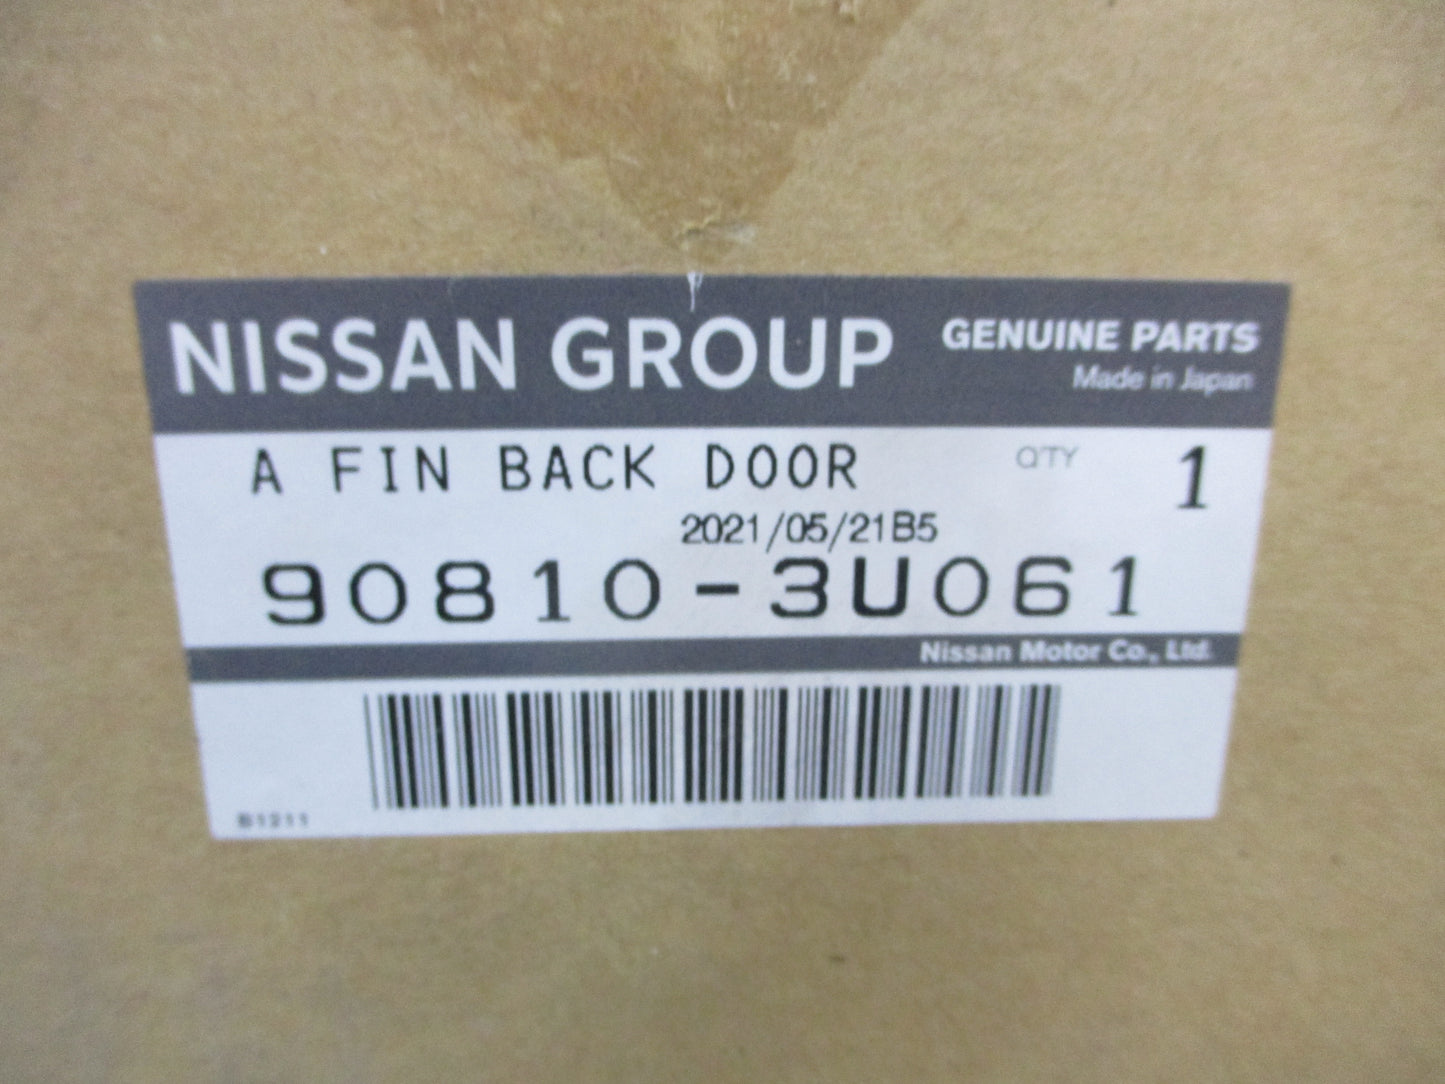 NISSAN GROUP GENUINE PARTS
Made in Japan
A FIN BACK DOOR Q'TY 1
2021/05/21B5
90810-3U061
Nissan Motor Co., Ltd.
B1211